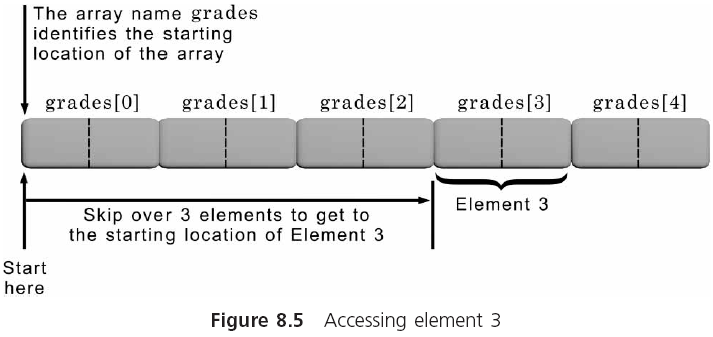 The array name grades
identifies the starting
location of the array
grades[0] grades[1] grades[2] grades[3] grades[4]
Skip over 3 elements to get to
the starting location of Element 3
Element 3
Start
here
Figure 8.5 Accessing element 3